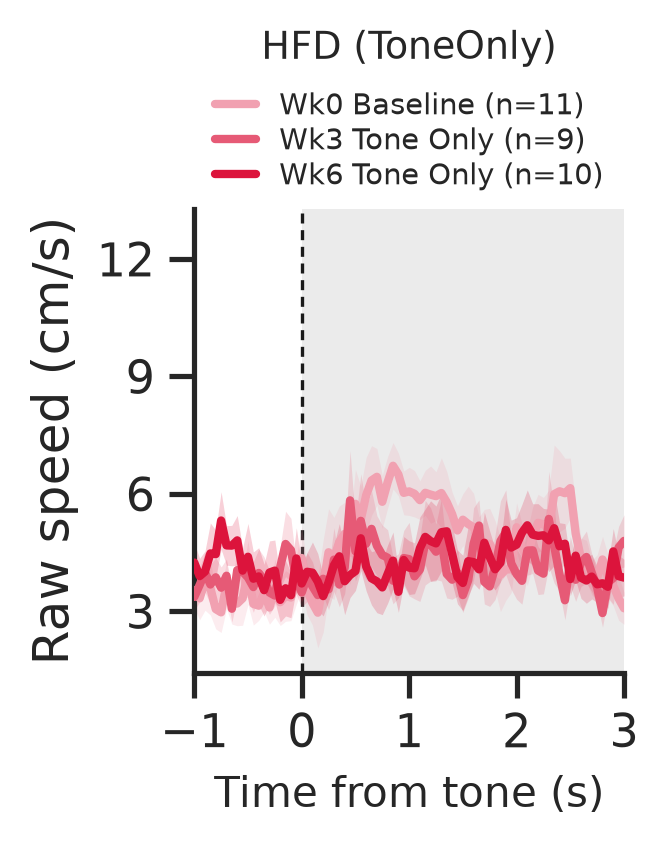 HFD (ToneOnly)
Wk0 Baseline (n=11)
Wk3 Tone Only (n=9)
Wk6 Tone Only (n=10)
Raw speed (cm/s)
12
9
6
3
−1 0 1 2 3
Time from tone (s)